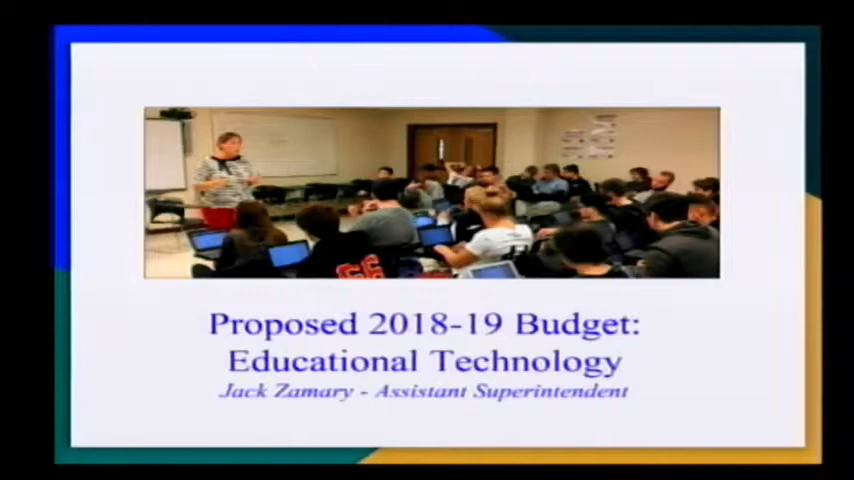 Proposed 2018-19 Budget:
Educational Technology
Jack Zamary - Assistant Superintendent